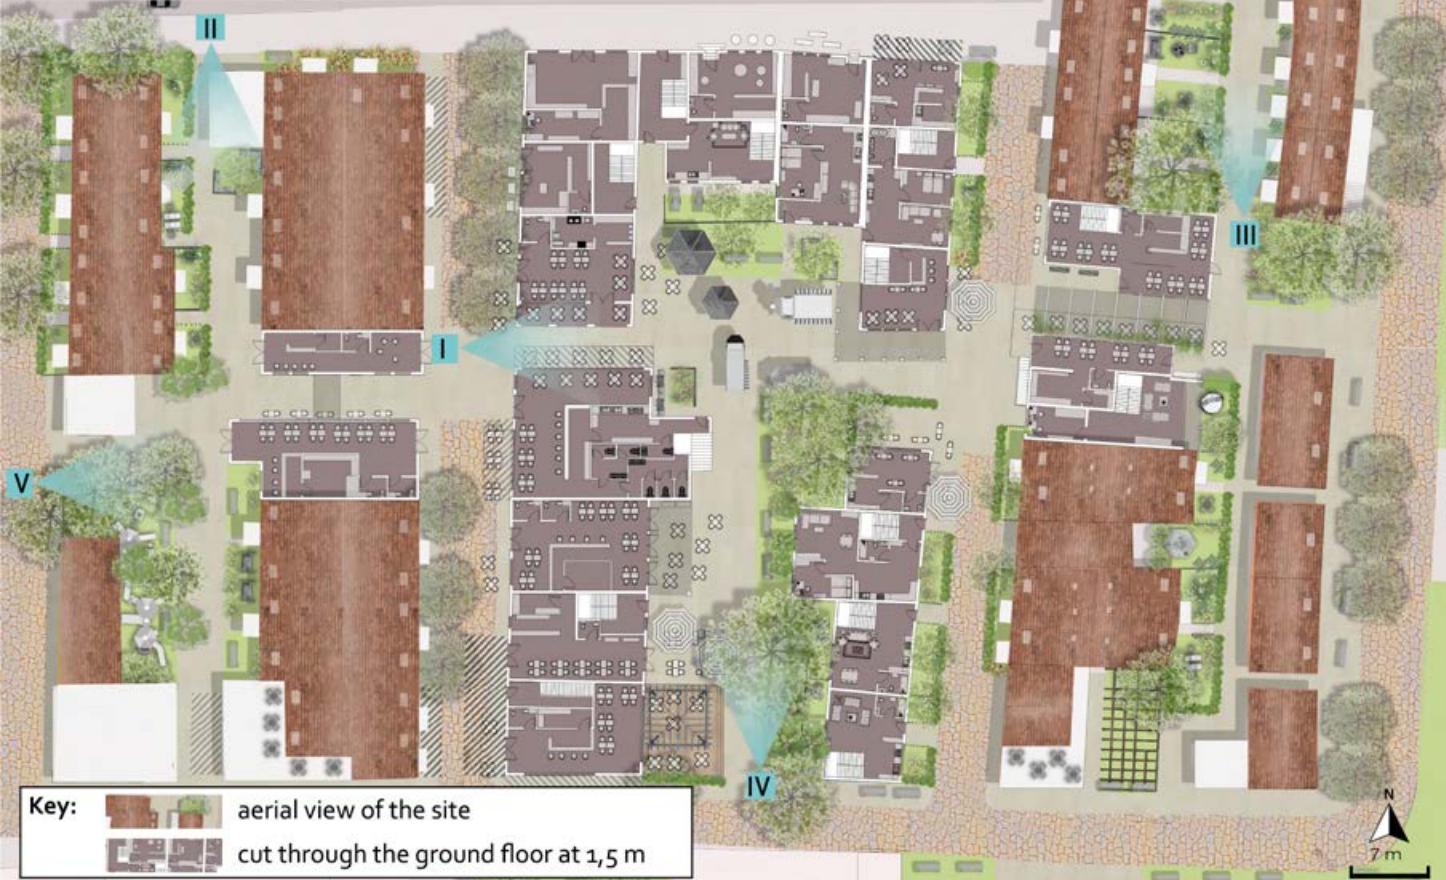 II
III
I
V
IV
Key:
aerial view of the site
cut through the ground floor at 1,5 m
N
7 m